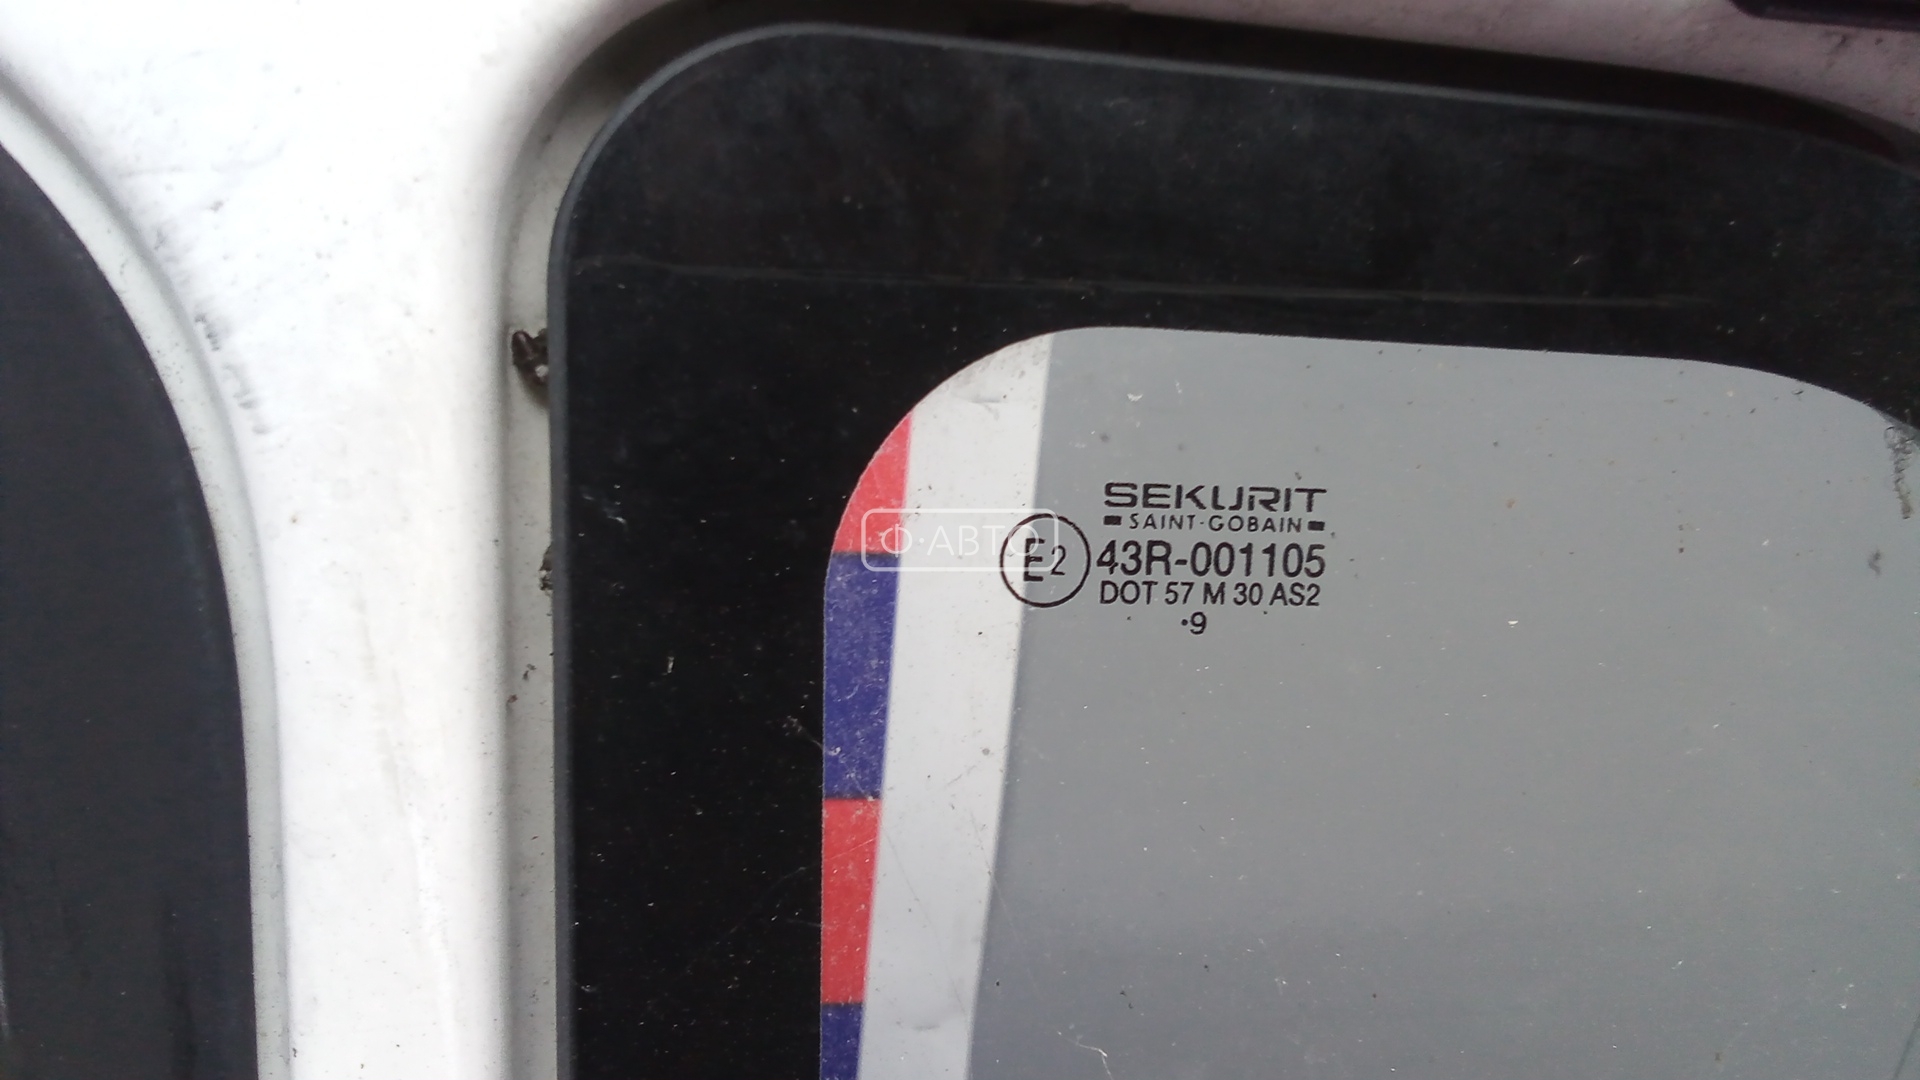 SEKURIT
SAINT-GOBAIN
E2 43R-001105
DOT 57 M 30 AS2
·9
Ф·АВТО